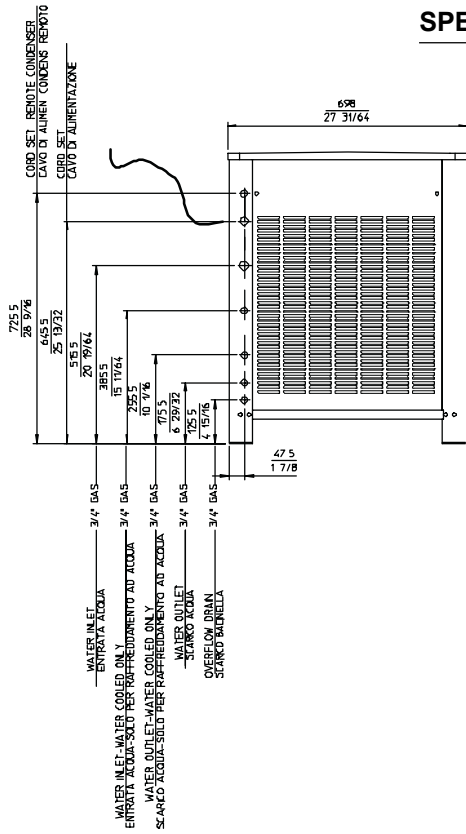 SPE
698
27 31/64
CORD SET REMOTE CONDENSER
CAVO DI ALIMEN CONDENS REMOTO
CORD SET
CAVO DI ALIMENTAZIONE
725 5
28 9/16
645 5
25 13/32
515 5
20 19/64
385 5
15 11/64
255 5
10 1/16
175 5
6 29/32
125 5
4 15/16
47 5
1 7/8
3/4" GAS
3/4" GAS
3/4" GAS
3/4" GAS
3/4" GAS
WATER INLET
ENTRATA ACQUA
WATER INLET-WATER COOLED ONLY
ENTRATA ACQUA-SOLO PER RAFFREDDAMENTO AD ACQUA
WATER OUTLET-WATER COOLED ONLY
SCARICO ACQUA-SOLO PER RAFFREDDAMENTO AD ACQUA
WATER OUTLET
SCARICO ACQUA
OVERFLOW DRAIN
SCARICO BACINELLA